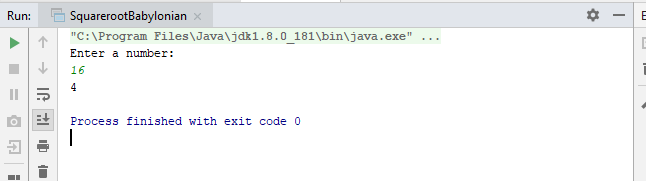 Run: SquarerootBabylonian ×
"C:\Program Files\Java\jdk1.8.0_181\bin\java.exe" ...
Enter a number:
16
4
Process finished with exit code 0